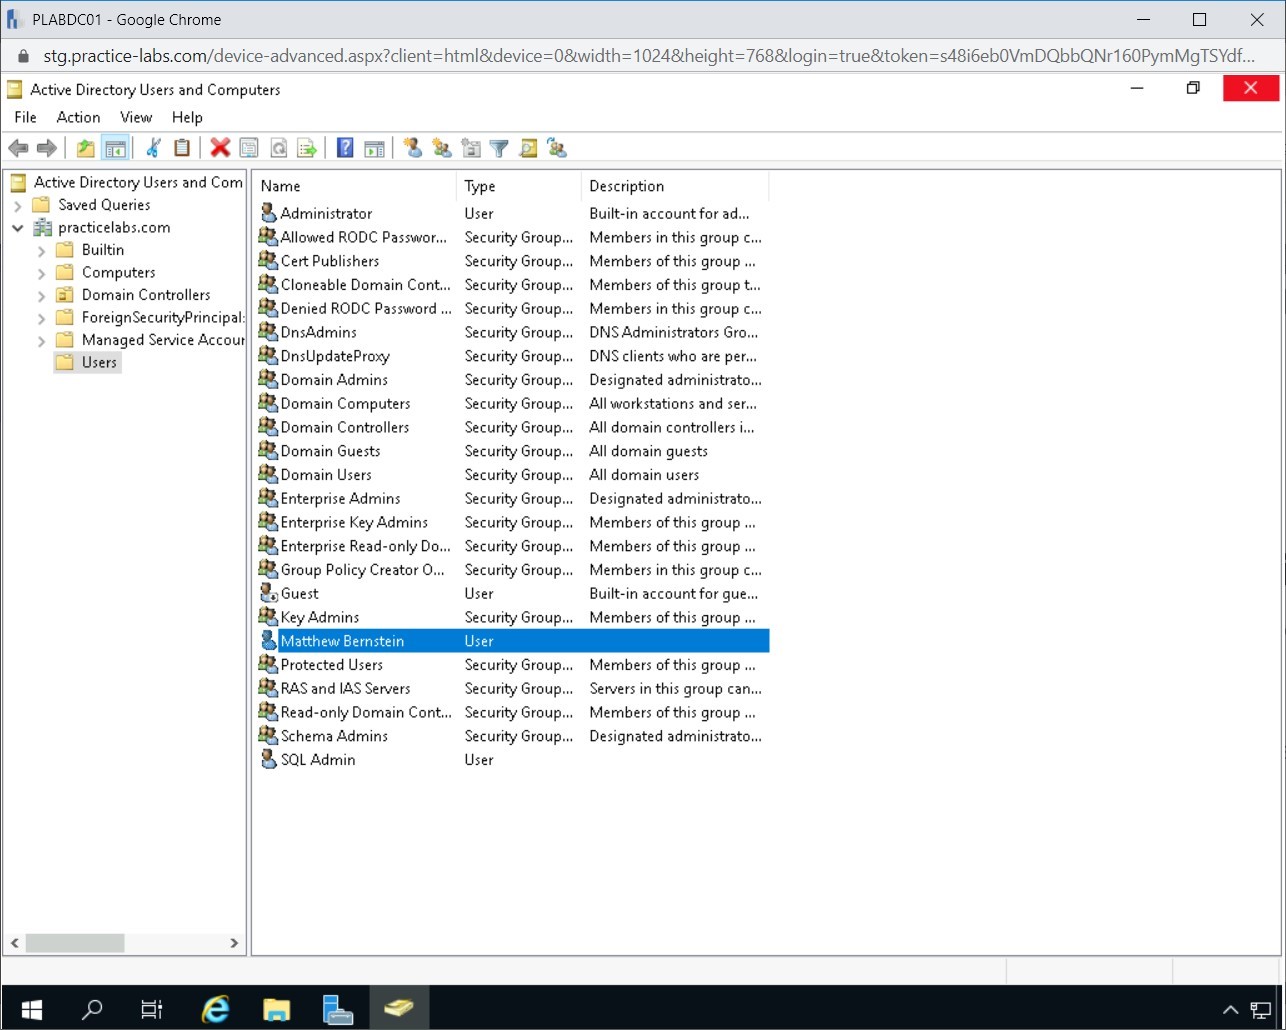 PLABDC01 - Google Chrome
stg.practice-labs.com/device-advanced.aspx?client=html&device=0&width=1024&height=768&login=true&token=s48i6eb0VmDQbbQNr160PymMgTSYdf...
Active Directory Users and Computers
File Action View Help
Active Directory Users and Com
Saved Queries
practicelabs.com
Builtin
Computers
Domain Controllers
ForeignSecurityPrincipal:
Managed Service Accour
Users
Name Type Description
Administrator User Built-in account for ad...
Allowed RODC Passwor... Security Group... Members in this group c...
Cert Publishers Security Group... Members of this group ...
Cloneable Domain Cont... Security Group... Members of this group t...
Denied RODC Password ... Security Group... Members in this group c...
DnsAdmins Security Group... DNS Administrators Gro...
DnsUpdateProxy Security Group... DNS clients who are per...
Domain Admins Security Group... Designated administrato...
Domain Computers Security Group... All workstations and ser...
Domain Controllers Security Group... All domain controllers i...
Domain Guests Security Group... All domain guests
Domain Users Security Group... All domain users
Enterprise Admins Security Group... Designated administrato...
Enterprise Key Admins Security Group... Members of this group ...
Enterprise Read-only Do... Security Group... Members of this group ...
Group Policy Creator O... Security Group... Members in this group c...
Guest User Built-in account for gue...
Key Admins Security Group... Members of this group ...
Matthew Bernstein User
Protected Users Security Group... Members of this group ...
RAS and IAS Servers Security Group... Servers in this group can...
Read-only Domain Cont... Security Group... Members of this group ...
Schema Admins Security Group... Designated administrato...
SQL Admin User